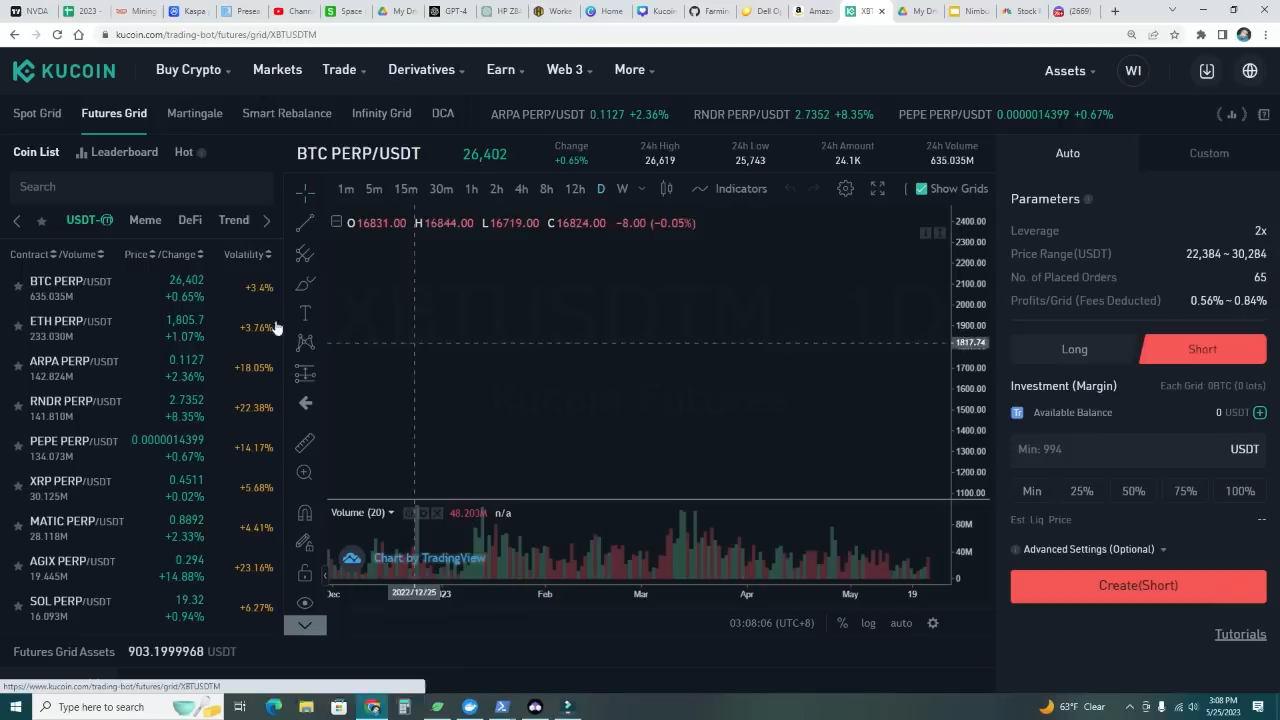 NVDA
2023 -
Mining
Kaspa
Prese
Chann
Space
My Dr
GPT-4
HP Z84
Worke
Home
Kucoin
Farmin
Dell Op
Amazo
XBT
My Dr
Nimbu
Stock
(2669)
kucoin.com/trading-bot/futures/grid/XBTUSDTM
KUCOIN
Buy Crypto
Markets
Trade
Derivatives
Earn
Web 3
More
Assets
WI
Spot Grid
Futures Grid
Martingale
Smart Rebalance
Infinity Grid
DCA
ARPA PERP/USDT 0.1127 +2.36%
RNDR PERP/USDT 2.7352 +8.35%
PEPE PERP/USDT 0.0000014399 +0.67%
Coin List
Leaderboard
Hot
BTC PERP/USDT
26,402
Change
+0.65%
24h High
26,619
24h Low
25,743
24h Amount
24.1K
24h Volume
635.035M
Auto
Custom
Search
1m 5m 15m 30m 1h 2h 4h 8h 12h D W
Indicators
Show Grids
USDT-Ⓜ
Meme
DeFi
Trend
O16831.00 H16844.00 L16719.00 C16824.00 -8.00 (-0.05%)
Contract /Volume
Price /Change
Volatility
BTC PERP/USDT 26,402
635.035M +0.65% +3.4%
ETH PERP/USDT 1,805.7
233.030M +1.07% +3.76%
ARPA PERP/USDT 0.1127
142.824M +2.36% +18.05%
RNDR PERP/USDT 2.7352
141.810M +8.35% +22.38%
PEPE PERP/USDT 0.0000014399
134.073M +0.67% +14.17%
XRP PERP/USDT 0.4511
30.125M +0.02% +5.68%
MATIC PERP/USDT 0.8892
28.118M +2.33% +4.41%
AGIX PERP/USDT 0.294
19.445M +14.88% +23.16%
SOL PERP/USDT 19.32
16.093M +0.94% +6.27%
XBTUSDTM, 1D
Kucoin Futures
2400.00
2300.00
2200.00
2100.00
2000.00
1900.00
1817.74
1700.00
1600.00
1500.00
1400.00
1300.00
1200.00
1100.00
Volume (20)
48.203M n/a
80M
40M
0
Chart by TradingView
Dec
2022/12/25
023
Feb
Mar
Apr
May
19
03:08:06 (UTC+8)
%
log
auto
Parameters
Leverage 2x
Price Range(USDT) 22,384 ~ 30,284
No. of Placed Orders 65
Profits/Grid (Fees Deducted) 0.56% ~ 0.84%
Long
Short
Investment (Margin)
Each Grid: 0BTC (0 lots)
Tr Available Balance 0 USDT
Min: 994 USDT
Min
25%
50%
75%
100%
Est. Liq. Price --
Advanced Settings (Optional)
Create(Short)
Tutorials
Futures Grid Assets 903.1999968 USDT
https://www.kucoin.com/trading-bot/futures/grid/XBTUSDTM
Type here to search
63°F Clear
3:08 PM
5/25/2023